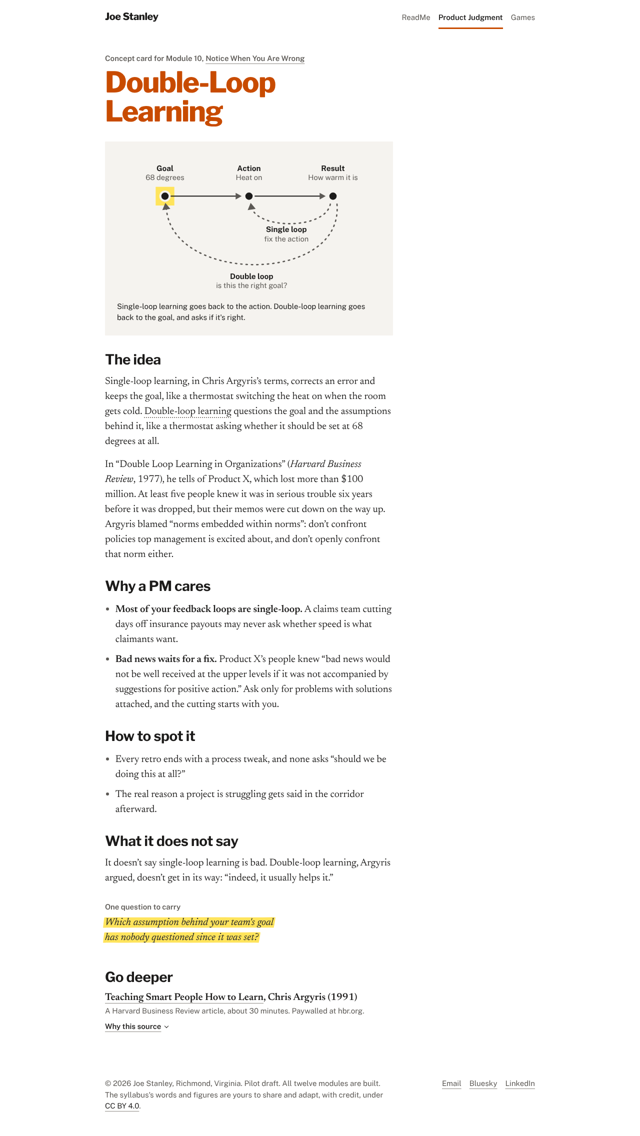 Joe Stanley
ReadMe Product Judgment Games
Concept card for Module 10, Notice When You Are Wrong
Double-Loop
Learning
Goal Action Result
68 degrees Heat on How warm it is
Single loop
fix the action
Double loop
is this the right goal?
Single-loop learning goes back to the action. Double-loop learning goes
back to the goal, and asks if it’s right.
The idea
Single-loop learning, in Chris Argyris’s terms, corrects an error and
keeps the goal, like a thermostat switching the heat on when the room
gets cold. Double-loop learning questions the goal and the assumptions
behind it, like a thermostat asking whether it should be set at 68
degrees at all.
In “Double Loop Learning in Organizations” (Harvard Business
Review, 1977), he tells of Product X, which lost more than $100
million. At least five people knew it was in serious trouble six years
before it was dropped, but their memos were cut down on the way up.
Argyris blamed “norms embedded within norms”: don’t confront
policies top management is excited about, and don’t openly confront
that norm either.
Why a PM cares
• Most of your feedback loops are single-loop. A claims team cutting
days off insurance payouts may never ask whether speed is what
claimants want.
• Bad news waits for a fix. Product X’s people knew “bad news would
not be well received at the upper levels if it was not accompanied by
suggestions for positive action.” Ask only for problems with solutions
attached, and the cutting starts with you.
How to spot it
• Every retro ends with a process tweak, and none asks “should we be
doing this at all?”
• The real reason a project is struggling gets said in the corridor
afterward.
What it does not say
It doesn’t say single-loop learning is bad. Double-loop learning, Argyris
argued, doesn’t get in its way: “indeed, it usually helps it.”
One question to carry
Which assumption behind your team’s goal
has nobody questioned since it was set?
Go deeper
Teaching Smart People How to Learn, Chris Argyris (1991)
A Harvard Business Review article, about 30 minutes. Paywalled at hbr.org.
Why this source
© 2026 Joe Stanley, Richmond, Virginia. Pilot draft. All twelve modules are built.
The syllabus’s words and figures are yours to share and adapt, with credit, under
CC BY 4.0.
Email Bluesky LinkedIn